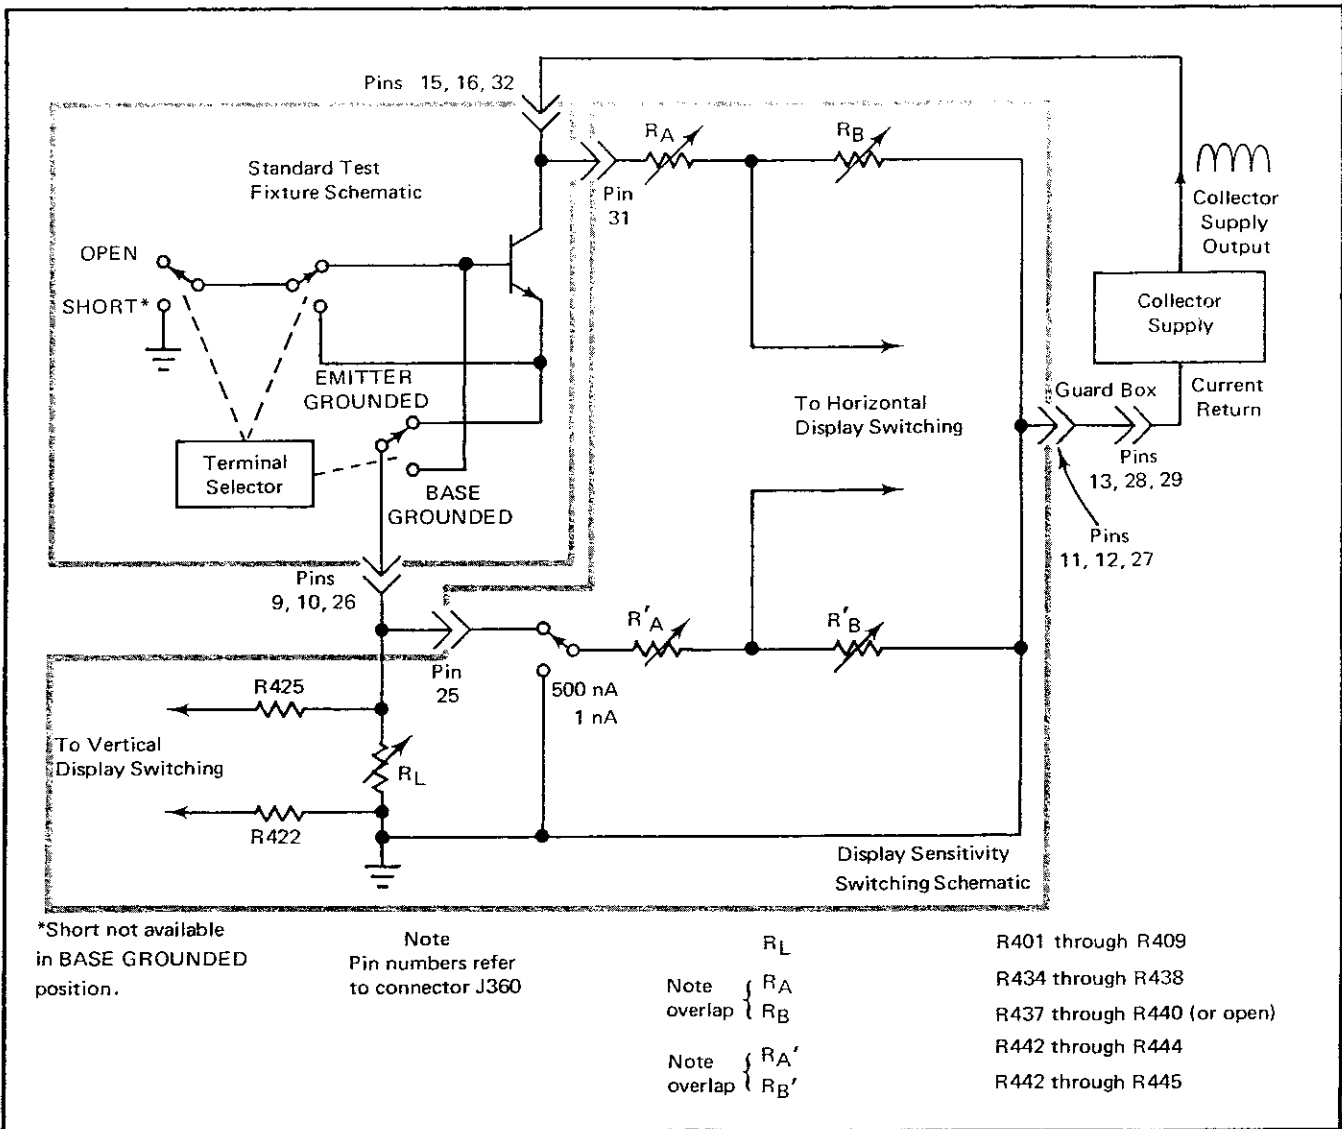 Pins 15, 16, 32
Standard Test
Fixture Schematic
OPEN
SHORT*
EMITTER
GROUNDED
Terminal
Selector
BASE
GROUNDED
Pins
9, 10, 26
RA
RB
Pin
31
To Horizontal
Display Switching
Collector
Supply
Output
Collector
Supply
Guard Box
Current
Return
Pins
13, 28, 29
Pins
11, 12, 27
R'A
R'B
Pin
25
500 nA
1 nA
R425
To Vertical
Display Switching
RL
R422
Display Sensitivity
Switching Schematic
*Short not available
in BASE GROUNDED
position.
Note
Pin numbers refer
to connector J360
RL R401 through R409
Note
overlap
RA R434 through R438
RB R437 through R440 (or open)
Note
overlap
RA' R442 through R444
RB' R442 through R445